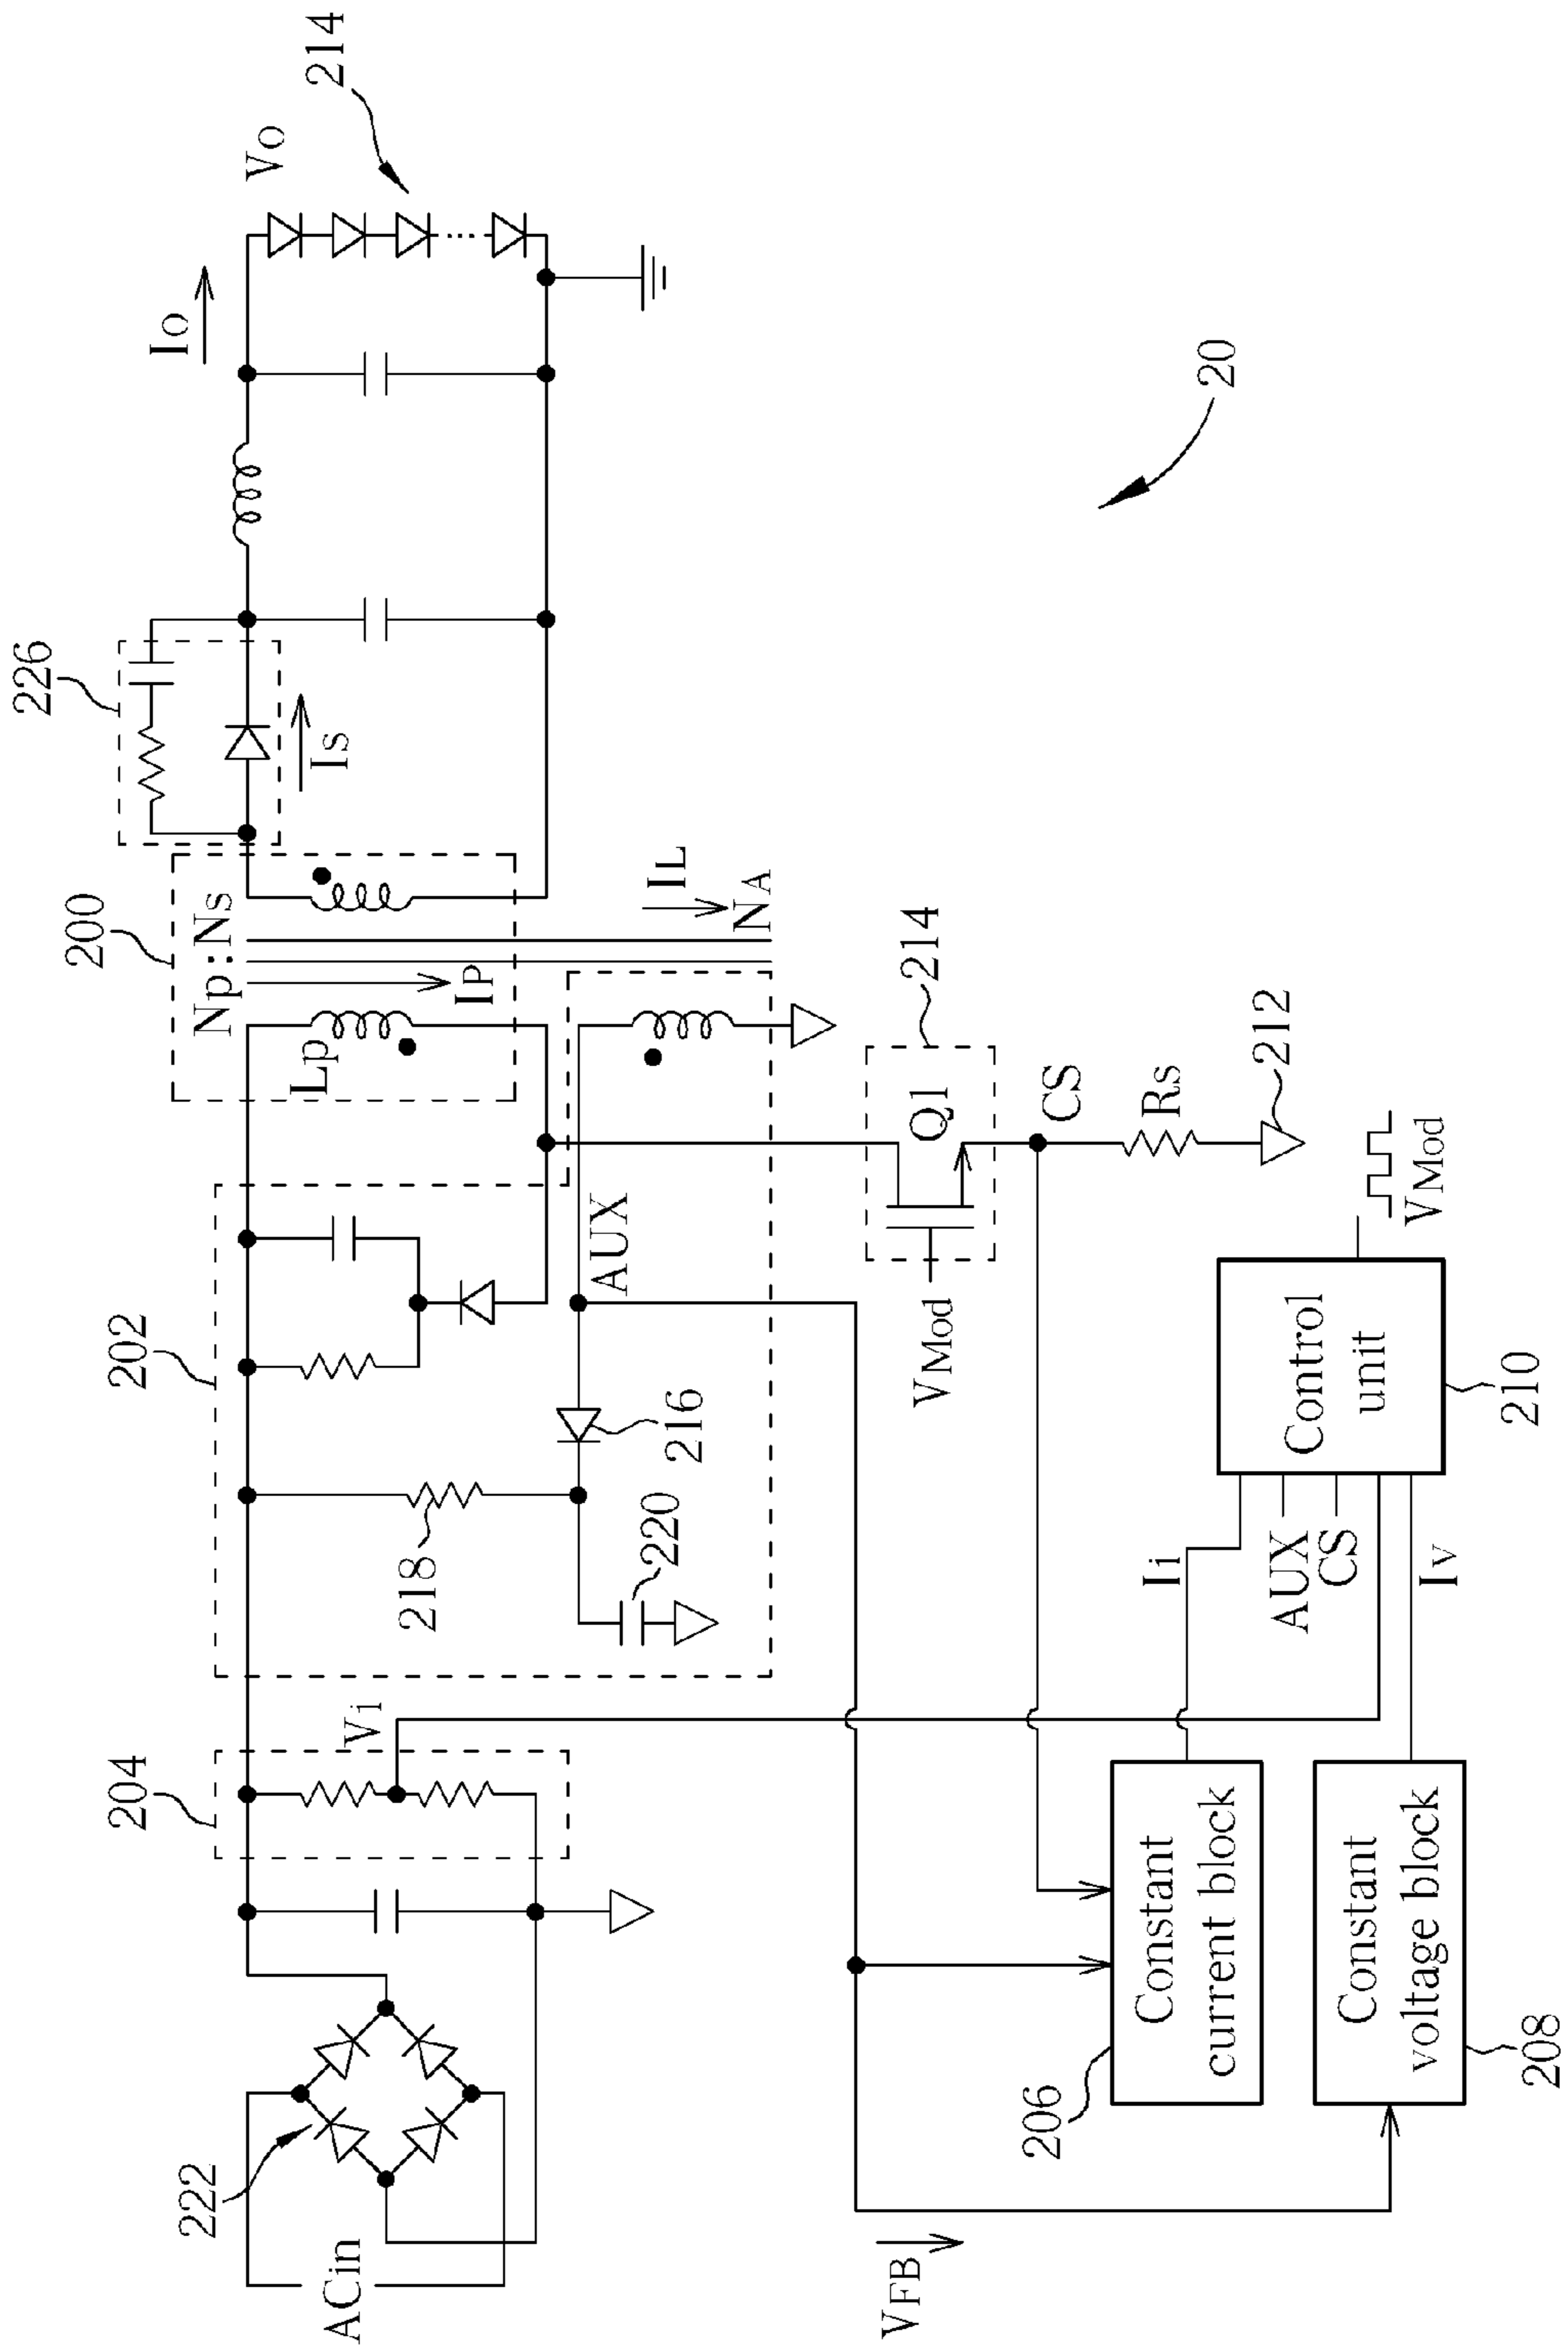 222
ACin
204
Vi
202
218
220
216
AUX
200
Np:Ns
Lp
IP
IL
NA
226
Is
Io
Vo
214
214
Q1
VMod
CS
Rs
212
20
VFB
206
Constant
current block
Constant
voltage block
208
Ii
AUX
CS
Iv
Control
unit
210
VMod